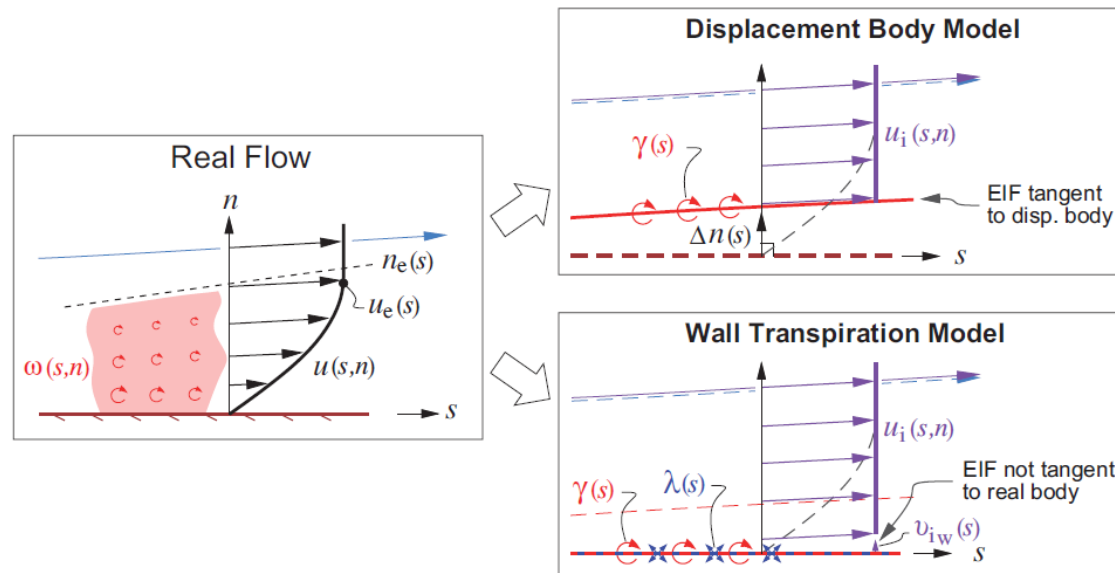 Real Flow
n
n_e(s)
u_e(s)
ω(s,n)
u(s,n)
s
Displacement Body Model
γ(s)
u_i(s,n)
EIF tangent
to disp. body
Δn(s)
s
Wall Transpiration Model
u_i(s,n)
EIF not tangent
to real body
γ(s)
λ(s)
υ_iw(s)
s